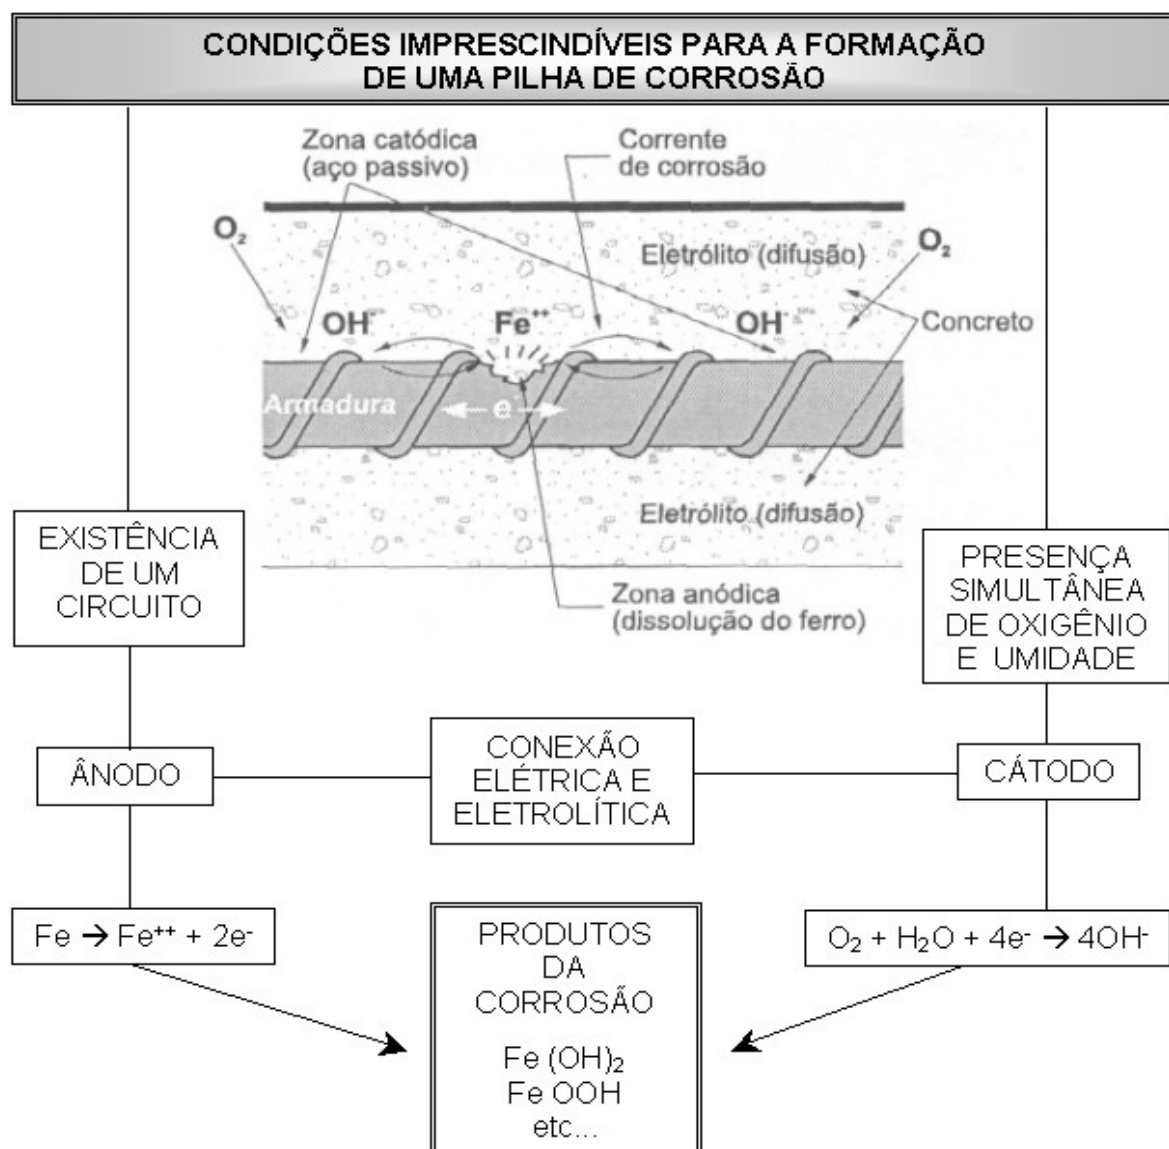 CONDIÇÕES IMPRESCINDÍVEIS PARA A FORMAÇÃO
DE UMA PILHA DE CORROSÃO
Zona catódica
(aço passivo)
Corrente
de corrosão
O₂
Eletrólito (difusão)
O₂
OH⁻
Fe⁺⁺
OH⁻
Concreto
Armadura
e⁻
Eletrólito (difusão)
Zona anódica
(dissolução do ferro)
EXISTÊNCIA
DE UM
CIRCUITO
PRESENÇA
SIMULTÂNEA
DE OXIGÊNIO
E UMIDADE
ÂNODO
CONEXÃO
ELÉTRICA E
ELETROLÍTICA
CÁTODO
Fe → Fe⁺⁺ + 2e⁻
O₂ + H₂O + 4e⁻ → 4OH⁻
PRODUTOS
DA
CORROSÃO
Fe (OH)₂
Fe OOH
etc...